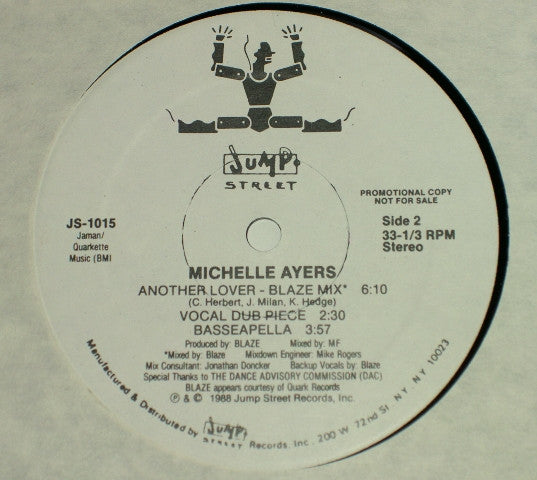 JUMP
STREET
PROMOTIONAL COPY
NOT FOR SALE
JS-1015
Jaman/
Quarkette
Music (BMI
Side 2
33-1/3 RPM
Stereo
MICHELLE AYERS
ANOTHER LOVER - BLAZE MIX* 6:10
(C. Herbert, J. Milan, K. Hedge)
VOCAL DUB PIECE 2:30
BASSEAPELLA 3:57
Produced by: BLAZE Mixed by: MF
*Mixed by: Blaze Mixdown Engineer: Mike Rogers
Mix Consultant: Jonathan Doncker Backup Vocals by: Blaze
Special Thanks to THE DANCE ADVISORY COMMISSION (DAC)
BLAZE appears courtesy of Quark Records
℗ & © 1988 Jump Street Records, Inc.
Manufactured & Distributed by JUMP STREET Records, Inc. 200 W. 72nd St. NY, NY 10023